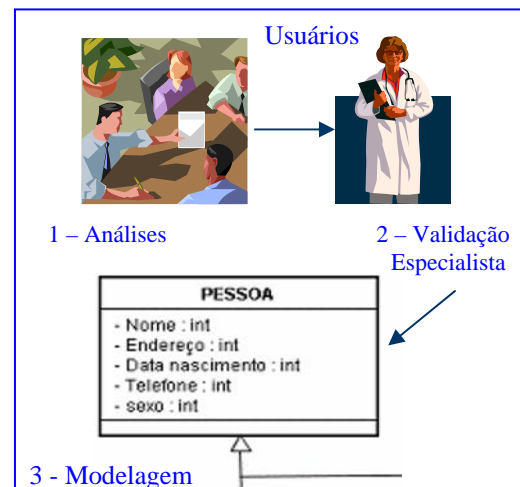 Usuários
1 – Análises
2 – Validação
Especialista
PESSOA
- Nome : int
- Endereço : int
- Data nascimento : int
- Telefone : int
- sexo : int
3 - Modelagem